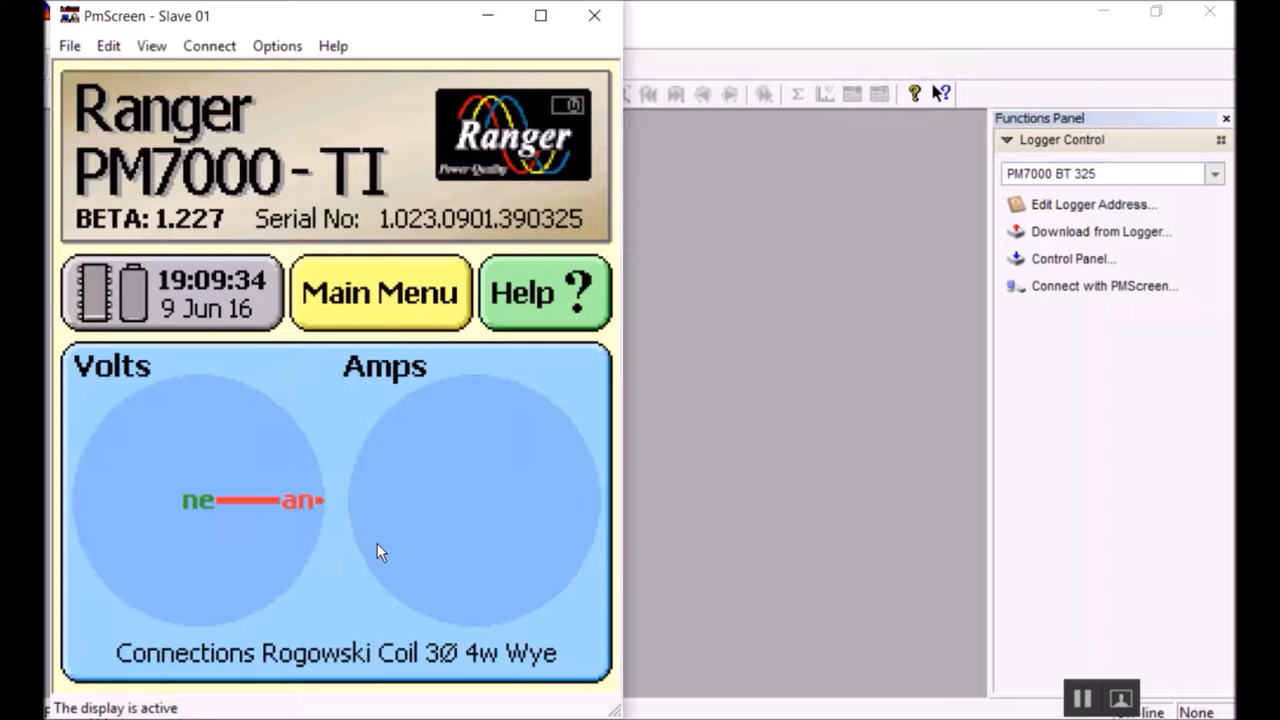 PmScreen - Slave 01
File Edit View Connect Options Help
Ranger
PM7000 - TI
Ranger
Power Quality
BETA: 1.227 Serial No: 1.023.0901.390325
19:09:34
9 Jun 16
Main Menu
Help ?
Volts
Amps
ne
an
Connections Rogowski Coil 3Ø 4w Wye
The display is active
Functions Panel
Logger Control
PM7000 BT 325
Edit Logger Address...
Download from Logger...
Control Panel...
Connect with PMScreen...
None